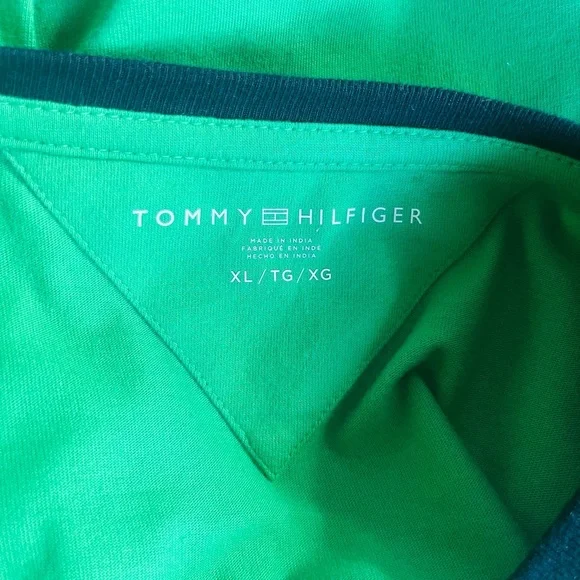 TOMMY HILFIGER
MADE IN INDIA
FABRIQUÉ EN INDE
HECHO EN INDIA
XL / TG / XG